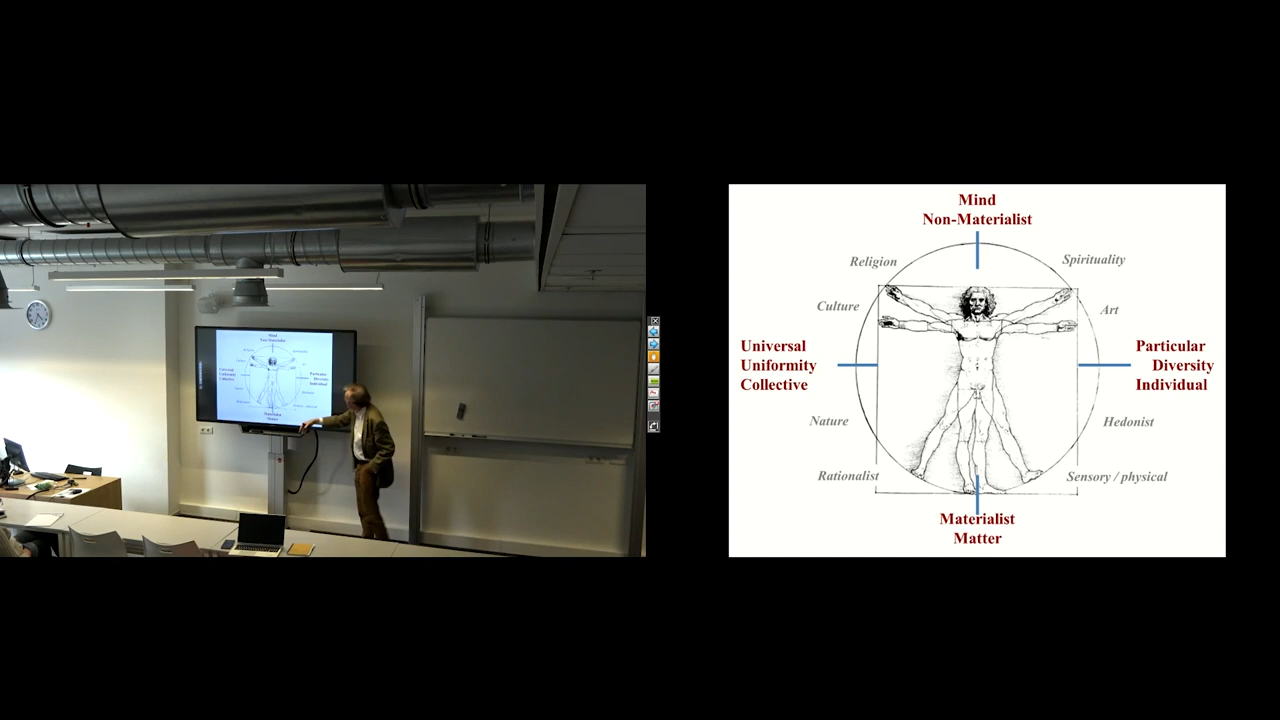 Mind
Non-Materialist
Religion
Spirituality
Culture
Art
Universal
Uniformity
Collective
Particular
Diversity
Individual
Nature
Hedonist
Rationalist
Sensory / physical
Materialist
Matter